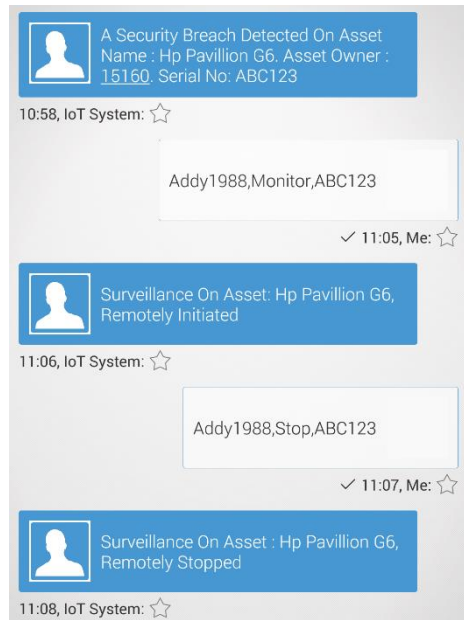 A Security Breach Detected On Asset
Name : Hp Pavillion G6. Asset Owner :
15160. Serial No: ABC123
10:58, IoT System:
Addy1988,Monitor,ABC123
11:05, Me:
Surveillance On Asset: Hp Pavillion G6,
Remotely Initiated
11:06, IoT System:
Addy1988,Stop,ABC123
11:07, Me:
Surveillance On Asset : Hp Pavillion G6,
Remotely Stopped
11:08, IoT System: